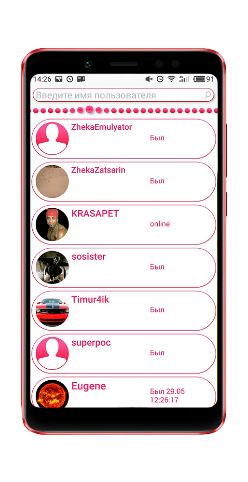 14:26 91
Введите имя пользователя
ZhekaEmulyator
Был
ZhekaZatsarin
Был
KRASAPET
online
sosister
Был
Timur4ik
Был
superpoc
Был
Eugene
Был 29.05
12:26:17